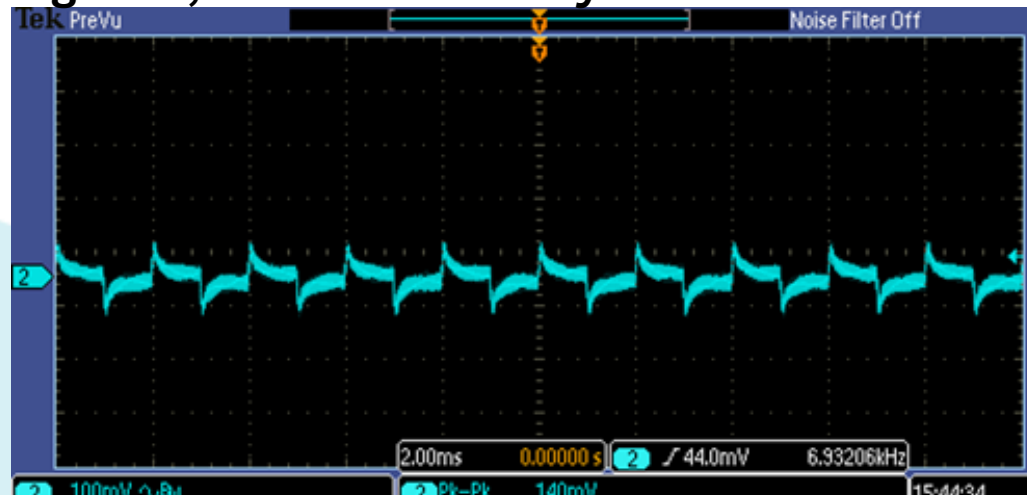 Tek PreVu Noise Filter Off
2
2.00ms 0.00000 s 2 44.0mV 6.93206kHz
2 100mV 2 Pk-Pk 140mV 15:44:34